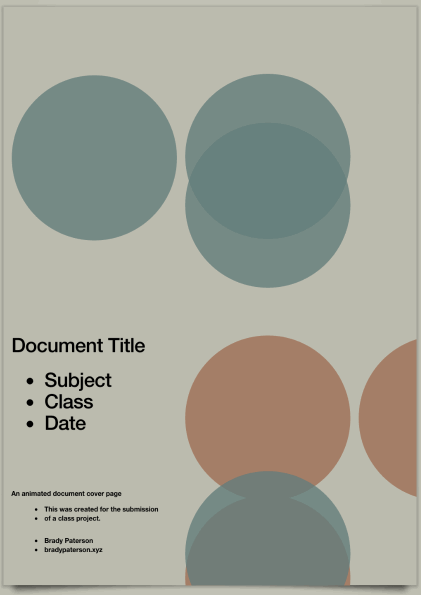 Document Title
• Subject
• Class
• Date
An animated document cover page
• This was created for the submission
• of a class project.
• Brady Paterson
• bradypaterson.xyz